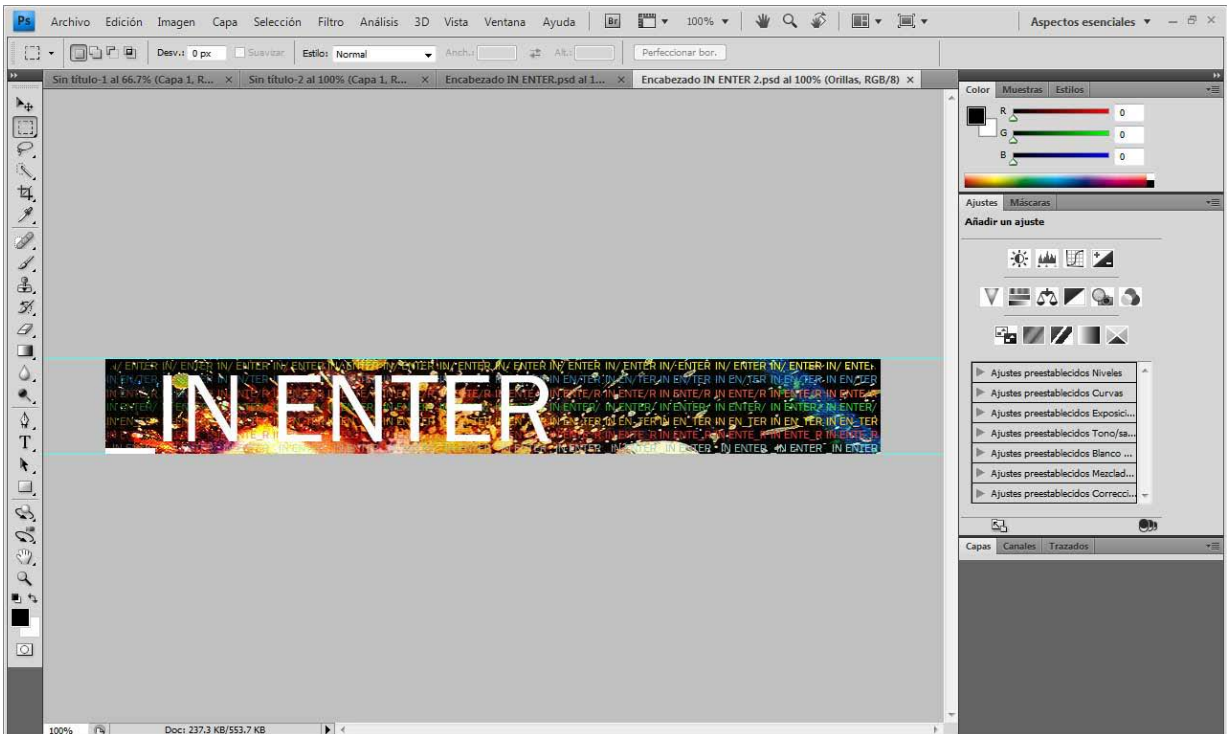 Ps Archivo Edición Imagen Capa Selección Filtro Análisis 3D Vista Ventana Ayuda Br 100% Aspectos esenciales
Desv.: 0 px Suavizar Estilo: Normal Anch.: Alt.: Perfeccionar bor.
Sin título-1 al 66.7% (Capa 1, R... × Sin título-2 al 100% (Capa 1, R... × Encabezado IN ENTER.psd al 1... × Encabezado IN ENTER 2.psd al 100% (Orillas, RGB/8) ×
Color Muestras Estilos
R 0
G 0
B 0
Ajustes Máscaras
Añadir un ajuste
IN ENTER
Ajustes preestablecidos Niveles
Ajustes preestablecidos Curvas
Ajustes preestablecidos Exposici...
Ajustes preestablecidos Tono/sa...
Ajustes preestablecidos Blanco ...
Ajustes preestablecidos Mezclad...
Ajustes preestablecidos Correcci...
Capas Canales Trazados
100% Doc: 237.3 KB/553.7 KB